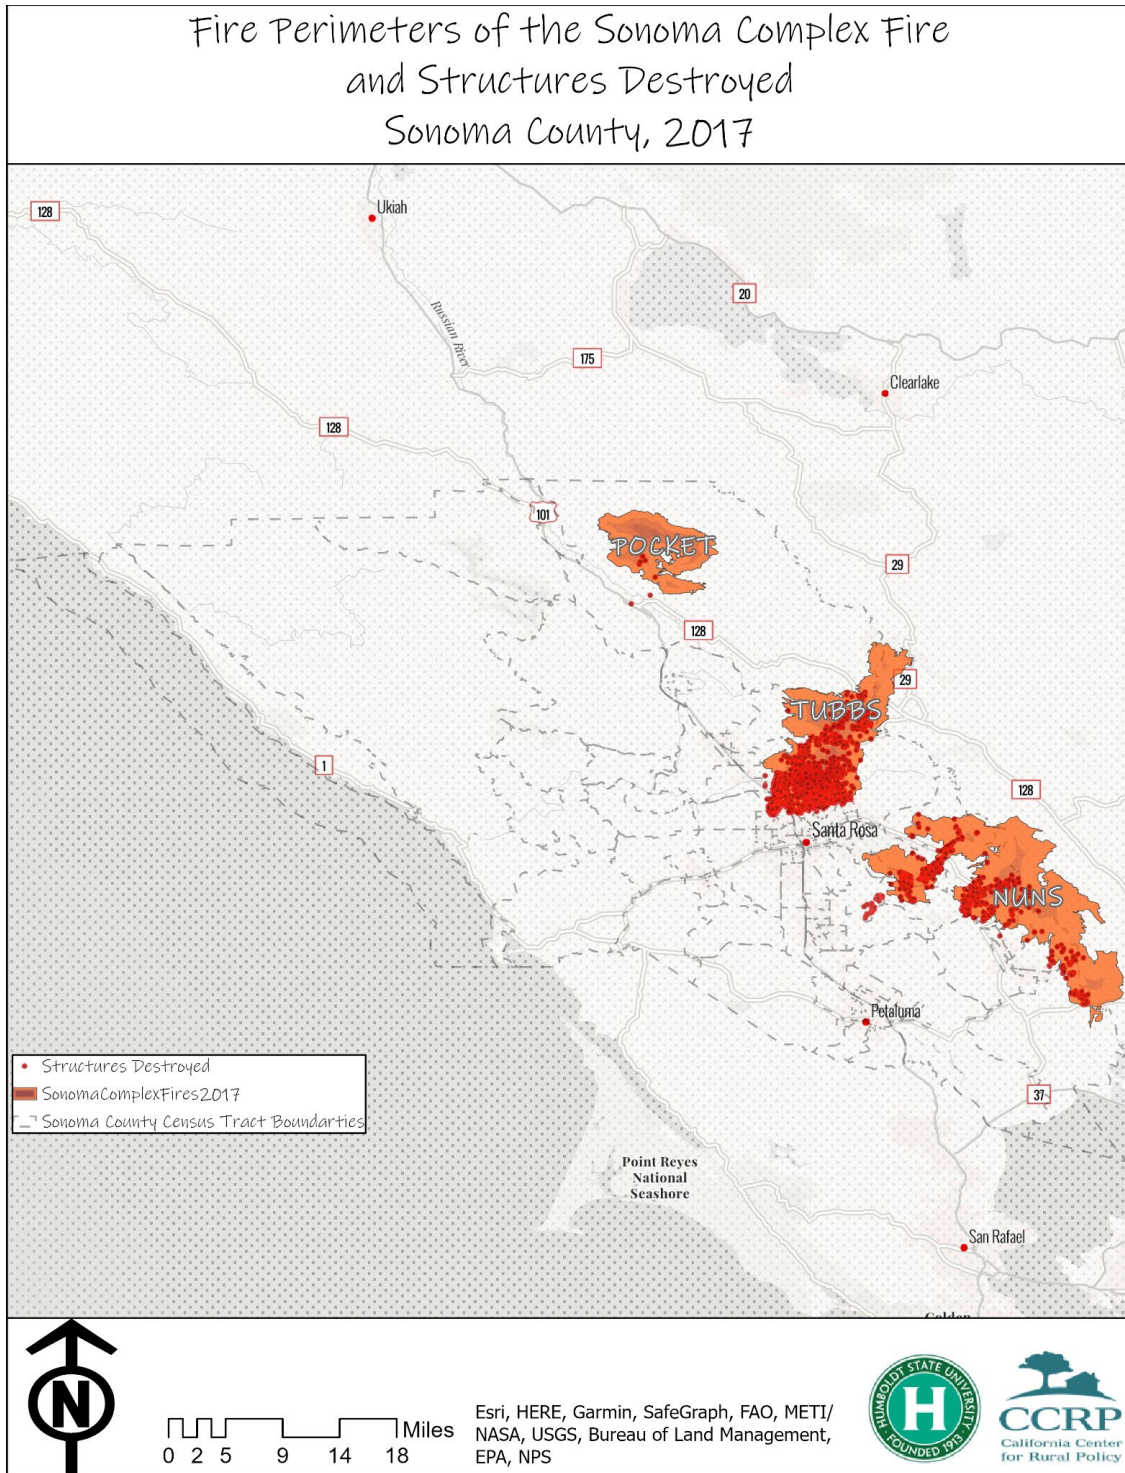 Fire Perimeters of the Sonoma Complex Fire
and Structures Destroyed
Sonoma County, 2017
128
Ukiah
20
Russian River
175
Clearlake
128
101
POCKET
29
128
29
TUBBS
1
128
Santa Rosa
NUNS
Petaluma
Structures Destroyed
SonomaComplexFires2017
Sonoma County Census Tract Boundarties
37
Point Reyes
National
Seashore
San Rafael
Golden
N
Miles
0 2 5 9 14 18
Esri, HERE, Garmin, SafeGraph, FAO, METI/
NASA, USGS, Bureau of Land Management,
EPA, NPS
HUMBOLDT STATE UNIVERSITY
H
FOUNDED 1913
CCRP
California Center
for Rural Policy